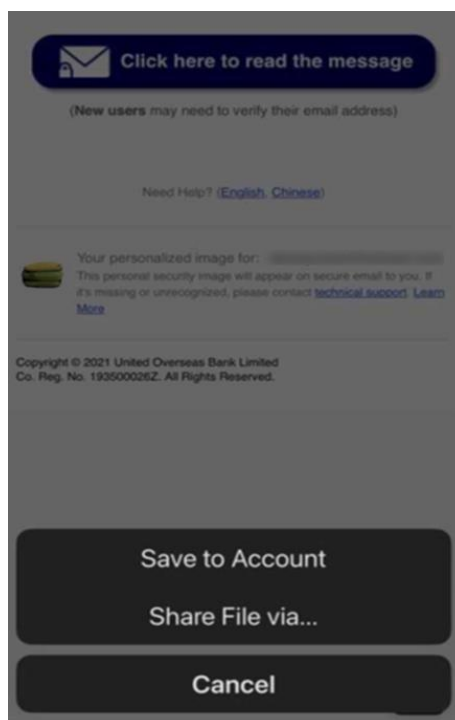 Click here to read the message
(New users may need to verify their email address)
Need Help? (English, Chinese)
Your personalized image for:
This personal security image will appear on secure email to you. If
it's missing or unrecognized, please contact technical support. Learn
More
Copyright © 2021 United Overseas Bank Limited
Co. Reg. No. 193500026Z. All Rights Reserved.
Save to Account
Share File via...
Cancel